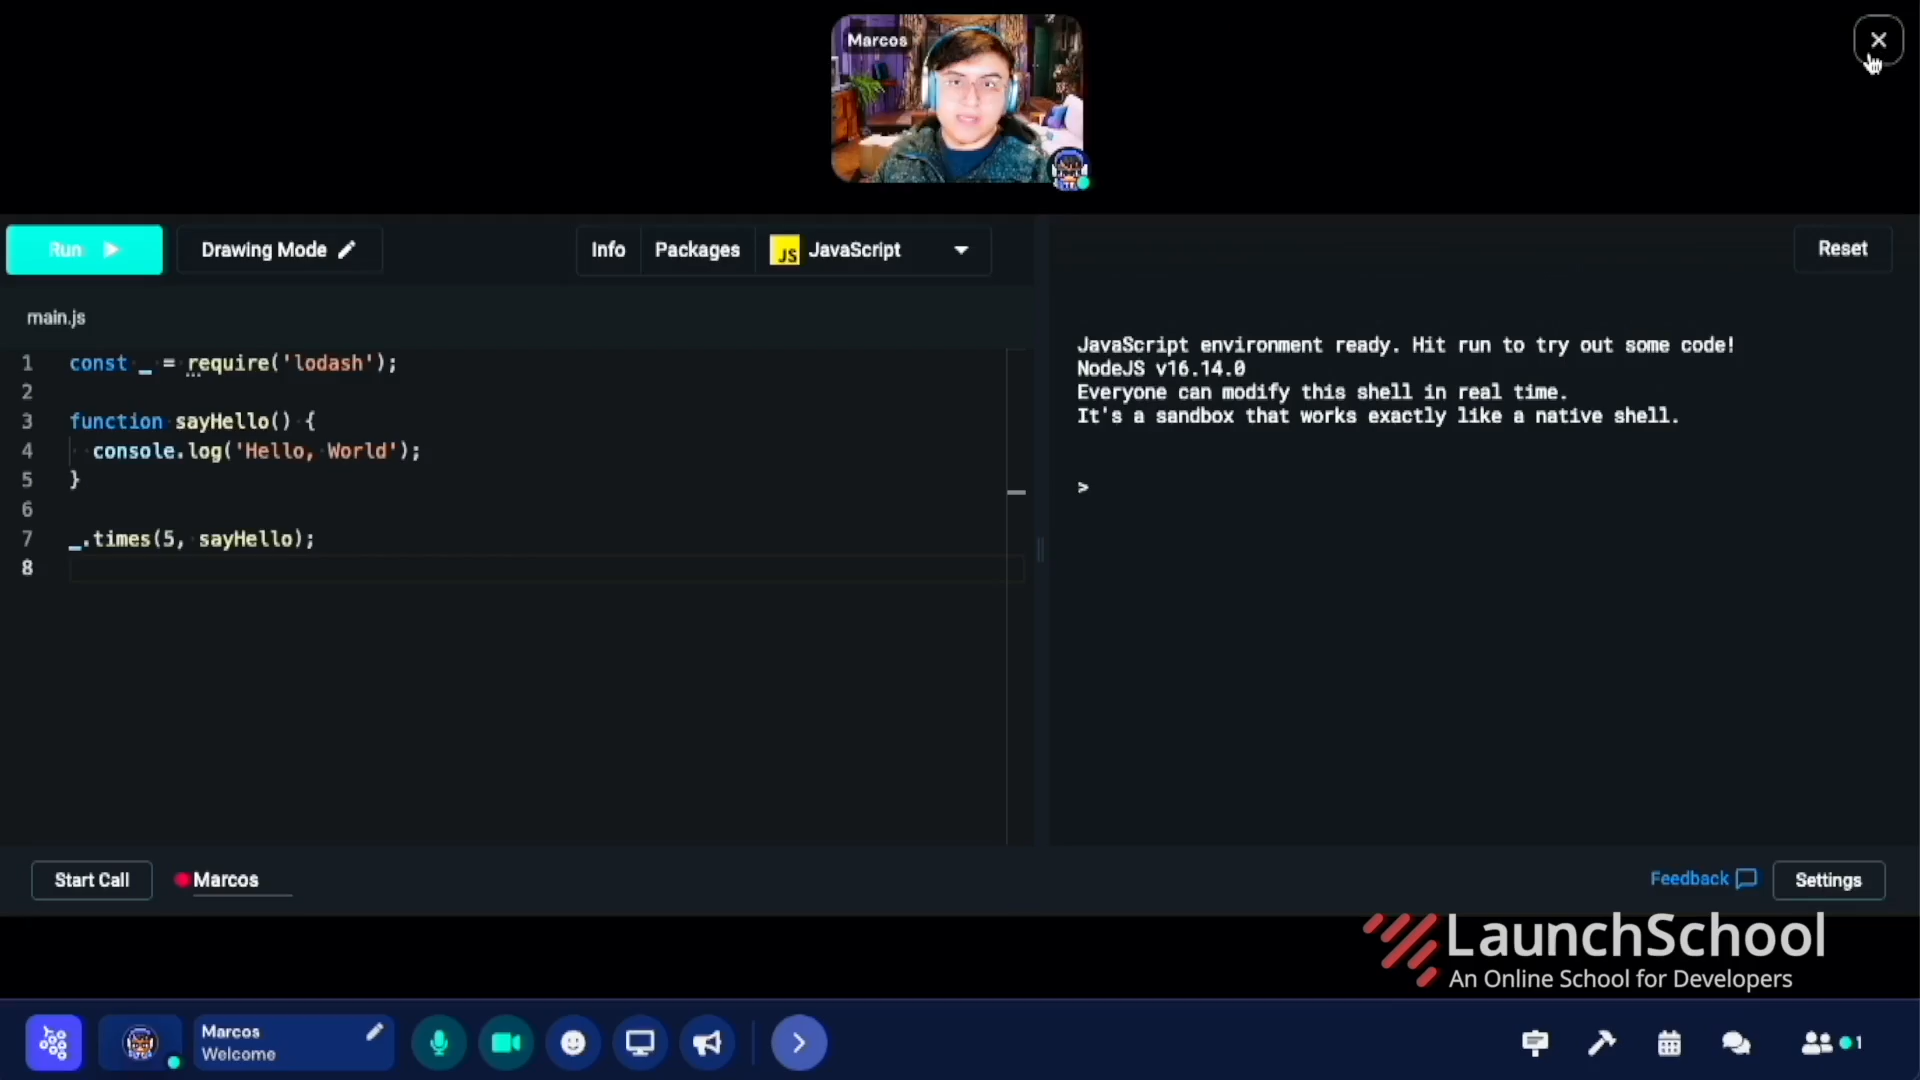 Marcos
Run
Drawing Mode
Info
Packages
JS JavaScript
Reset
main.js
1 const _ = require('lodash');
2
3 function sayHello() {
4 console.log('Hello, World');
5 }
6
7 _.times(5, sayHello);
8
JavaScript environment ready. Hit run to try out some code!
NodeJS v16.14.0
Everyone can modify this shell in real time.
It's a sandbox that works exactly like a native shell.
>
Start Call
Marcos
Feedback
Settings
LaunchSchool
An Online School for Developers
Marcos
Welcome
1